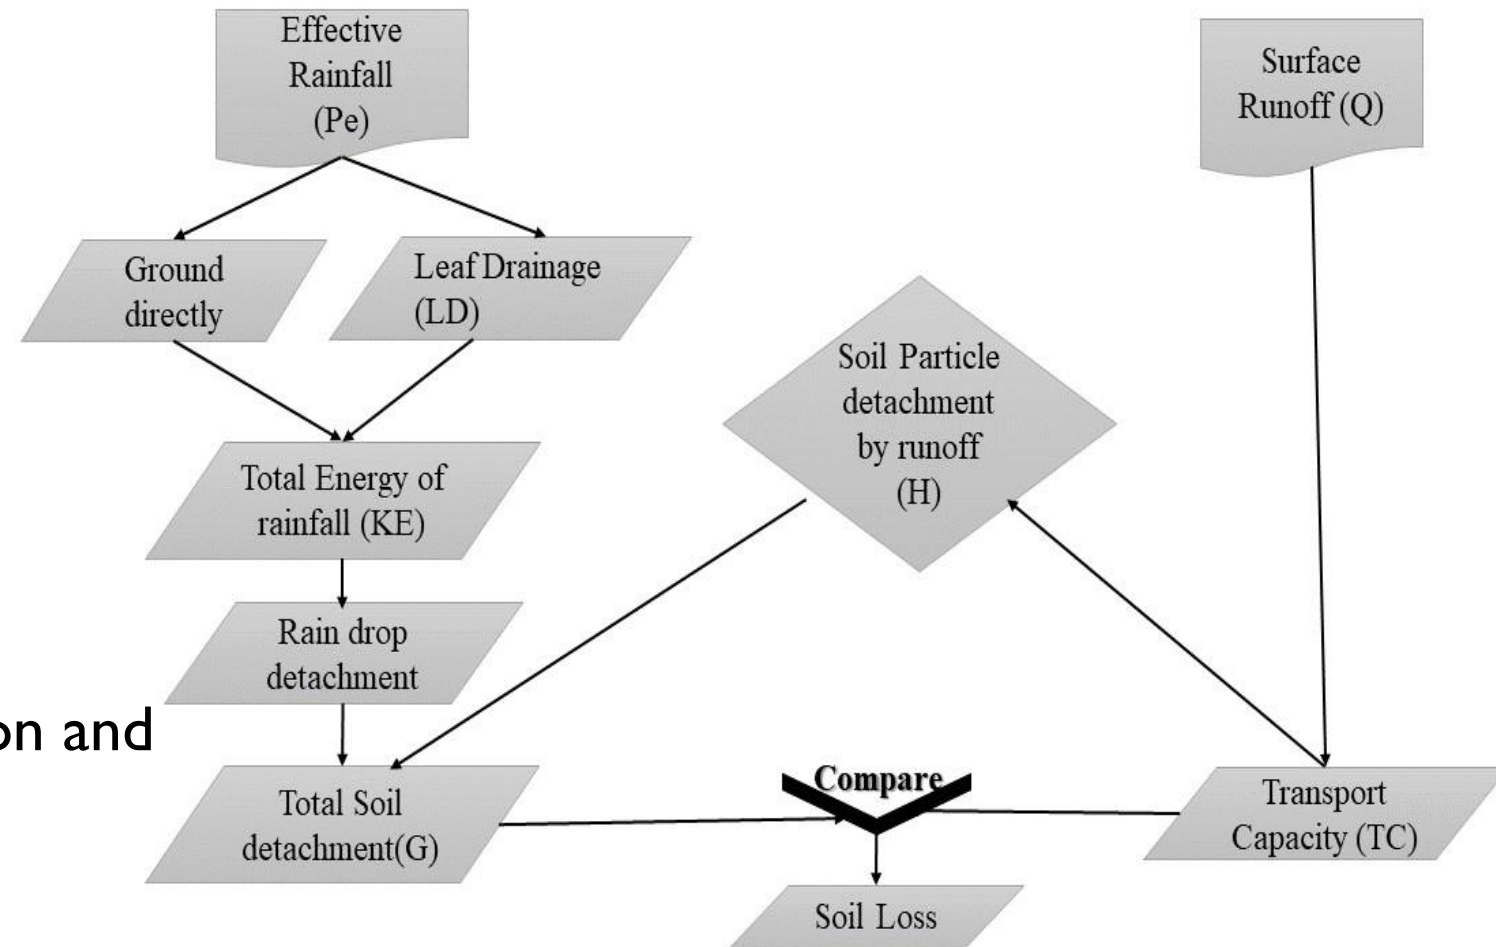 Effective
Rainfall
(Pe)
Surface
Runoff (Q)
Ground
directly
Leaf Drainage
(LD)
Soil Particle
detachment
by runoff
(H)
Total Energy of
rainfall (KE)
Rain drop
detachment
on and
Total Soil
detachment(G)
Compare
Transport
Capacity (TC)
Soil Loss